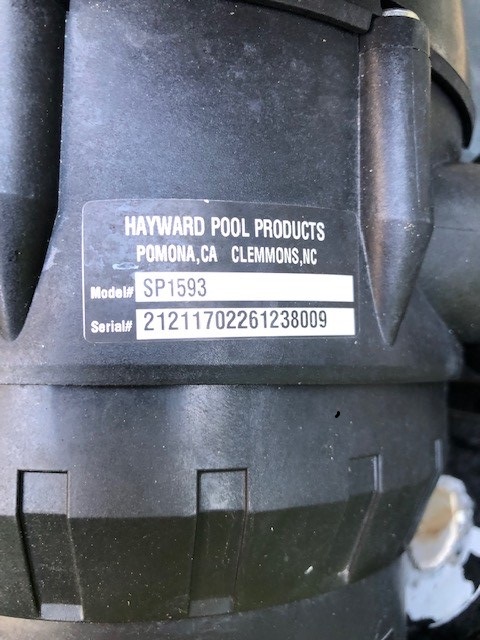 HAYWARD POOL PRODUCTS
POMONA,CA CLEMMONS,NC
Model# SP1593
Serial# 21211702261238009